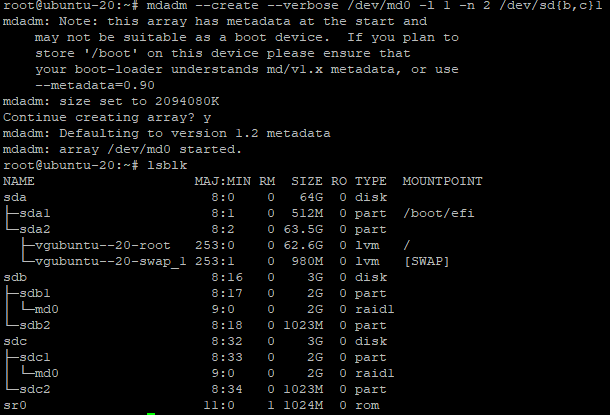 root@ubuntu-20:~# mdadm --create --verbose /dev/md0 -l 1 -n 2 /dev/sd{b,c}1
mdadm: Note: this array has metadata at the start and
    may not be suitable as a boot device.  If you plan to
    store '/boot' on this device please ensure that
    your boot-loader understands md/v1.x metadata, or use
    --metadata=0.90
mdadm: size set to 2094080K
Continue creating array? y
mdadm: Defaulting to version 1.2 metadata
mdadm: array /dev/md0 started.
root@ubuntu-20:~# lsblk
NAME                      MAJ:MIN RM  SIZE RO TYPE  MOUNTPOINT
sda                         8:0    0   64G  0 disk
├─sda1                      8:1    0  512M  0 part  /boot/efi
└─sda2                      8:2    0 63.5G  0 part
  ├─vgubuntu--20-root     253:0    0 62.6G  0 lvm   /
  └─vgubuntu--20-swap_1   253:1    0  980M  0 lvm   [SWAP]
sdb                         8:16   0    3G  0 disk
├─sdb1                      8:17   0    2G  0 part
│ └─md0                     9:0    0    2G  0 raid1
└─sdb2                      8:18   0 1023M  0 part
sdc                         8:32   0    3G  0 disk
├─sdc1                      8:33   0    2G  0 part
│ └─md0                     9:0    0    2G  0 raid1
└─sdc2                      8:34   0 1023M  0 part
sr0                        11:0    1 1024M  0 rom